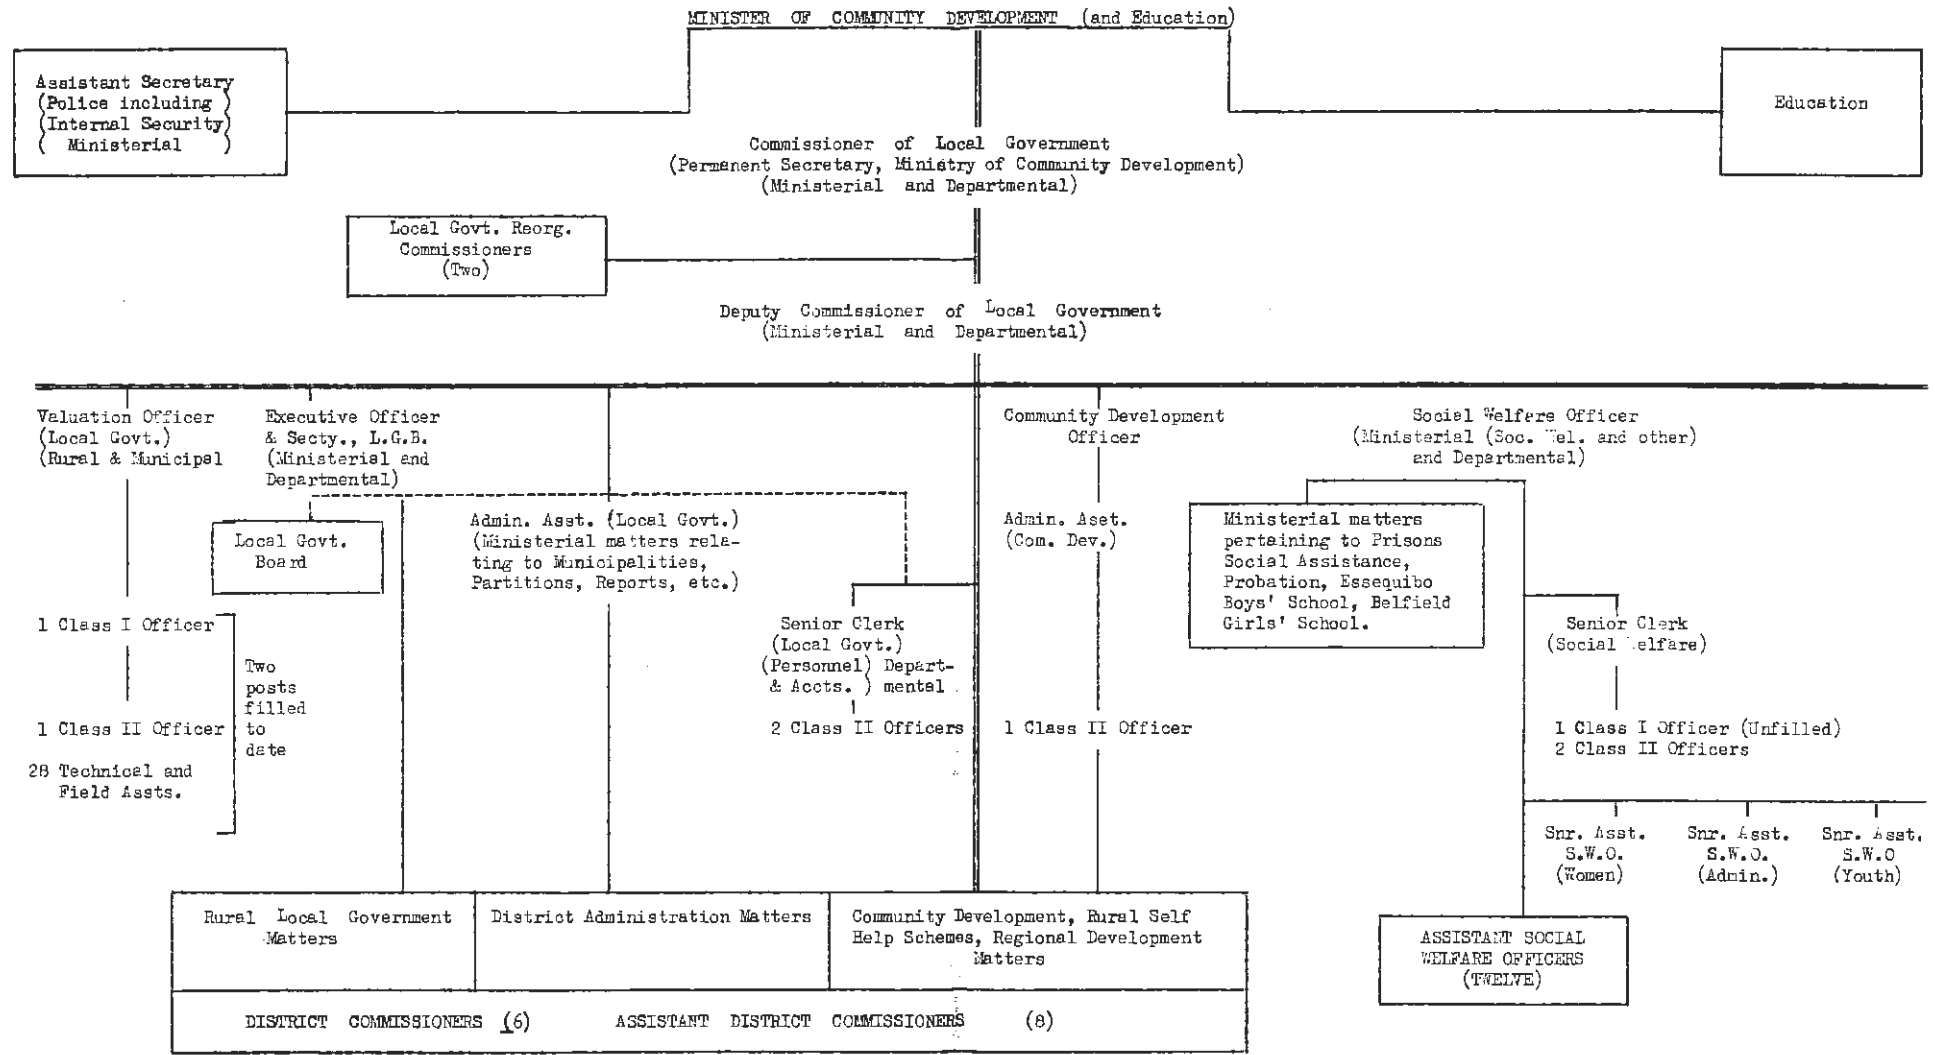 MINISTER OF COMMUNITY DEVELOPMENT (and Education)
Assistant Secretary
(Police including )
(Internal Security)
( Ministerial )
Education
Commissioner of Local Government
(Permanent Secretary, Ministry of Community Development)
(Ministerial and Departmental)
Local Govt. Reorg.
Commissioners
(Two)
Deputy Commissioner of Local Government
(Ministerial and Departmental)
Valuation Officer
(Local Govt.)
(Rural & Municipal
Executive Officer
& Secty., L.G.B.
(Ministerial and
Departmental)
Community Development
Officer
Social Welfare Officer
(Ministerial (Soc. Wel. and other)
and Departmental)
Local Govt.
Board
Admin. Asst. (Local Govt.)
(Ministerial matters rela-
ting to Municipalities,
Partitions, Reports, etc.)
Admin. Aset.
(Com. Dev.)
Ministerial matters
pertaining to Prisons
Social Assistance,
Probation, Essequibo
Boys' School, Belfield
Girls' School.
1 Class I Officer
1 Class II Officer
28 Technical and
Field Assts.
Two
posts
filled
to
date
Senior Clerk
(Local Govt.)
(Personnel) Depart-
& Accts. ) mental
2 Class II Officers
1 Class II Officer
Senior Clerk
(Social Welfare)
1 Class I Officer (Unfilled)
2 Class II Officers
Snr. Asst.
S.W.O.
(Women)
Snr. Asst.
S.W.O.
(Admin.)
Snr. Asst.
S.W.O
(Youth)
Rural Local Government
Matters
District Administration Matters
Community Development, Rural Self
Help Schemes, Regional Development
Matters
ASSISTANT SOCIAL
WELFARE OFFICERS
(TWELVE)
DISTRICT COMMISSIONERS (6) ASSISTANT DISTRICT COMMISSIONERS (8)